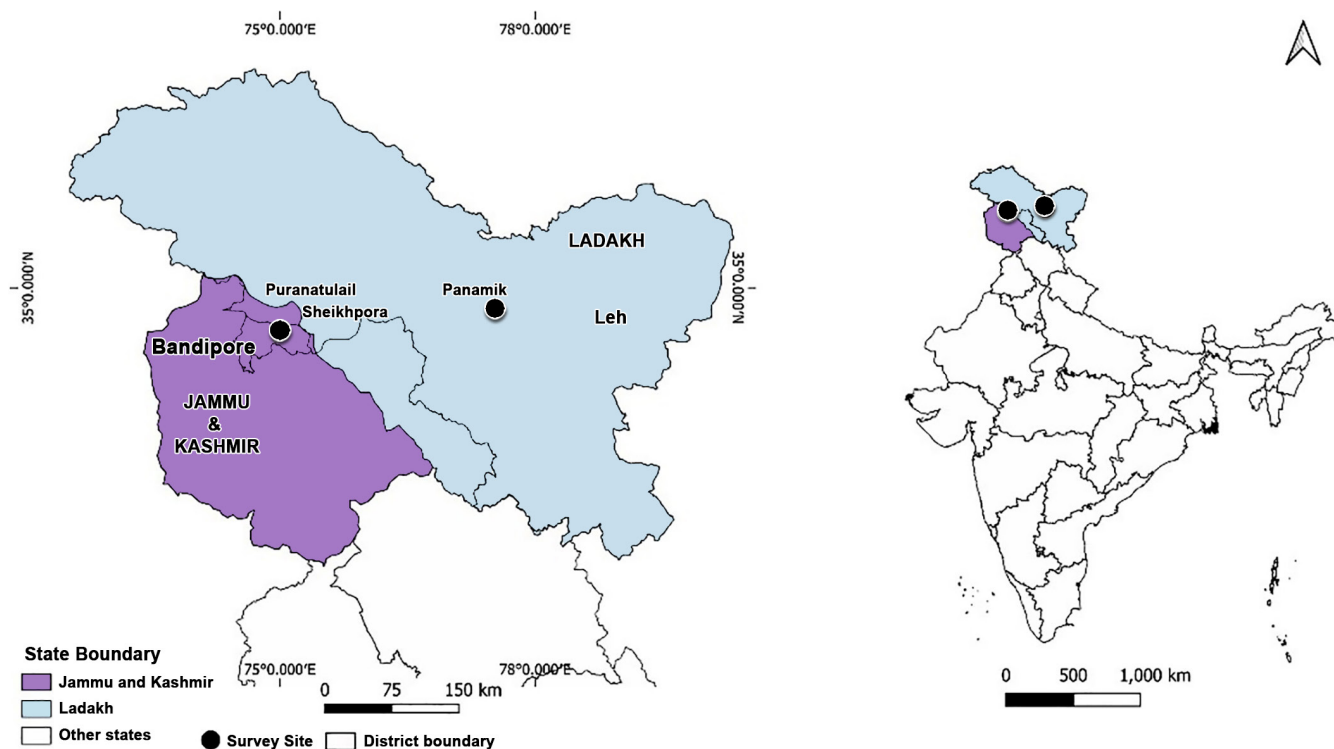 75°0.000'E
78°0.000'E
LADAKH
35°0.000'N
35°0.000'N
Puranatulail
Panamik
Sheikhpora
Leh
Bandipore
JAMMU
&
KASHMIR
State Boundary
75°0.000'E
78°0.000'E
Jammu and Kashmir
0 75 150 km
0 500 1,000 km
Ladakh
Other states
Survey Site
District boundary